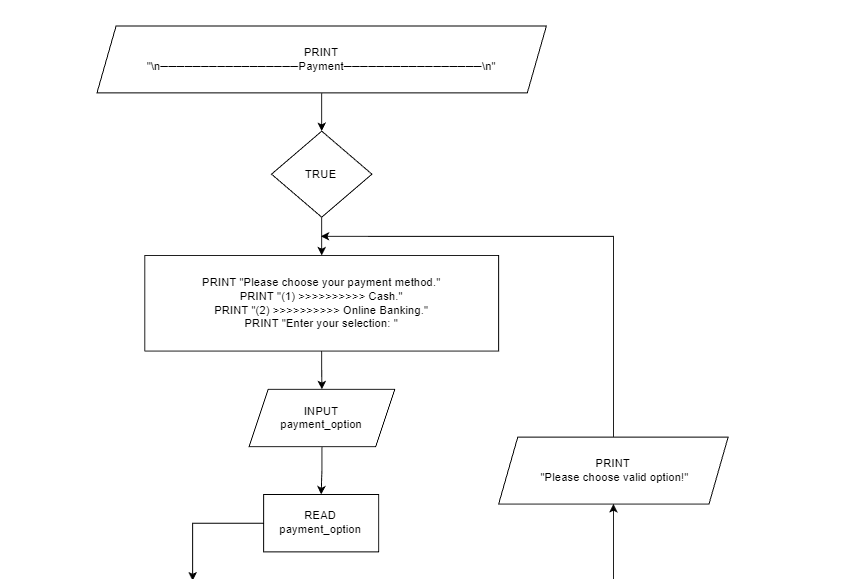 PRINT
"\n——————————————————Payment——————————————————\n"
TRUE
PRINT "Please choose your payment method."
PRINT "(1) >>>>>>>>>> Cash."
PRINT "(2) >>>>>>>>>> Online Banking."
PRINT "Enter your selection: "
INPUT
payment_option
PRINT
"Please choose valid option!"
READ
payment_option